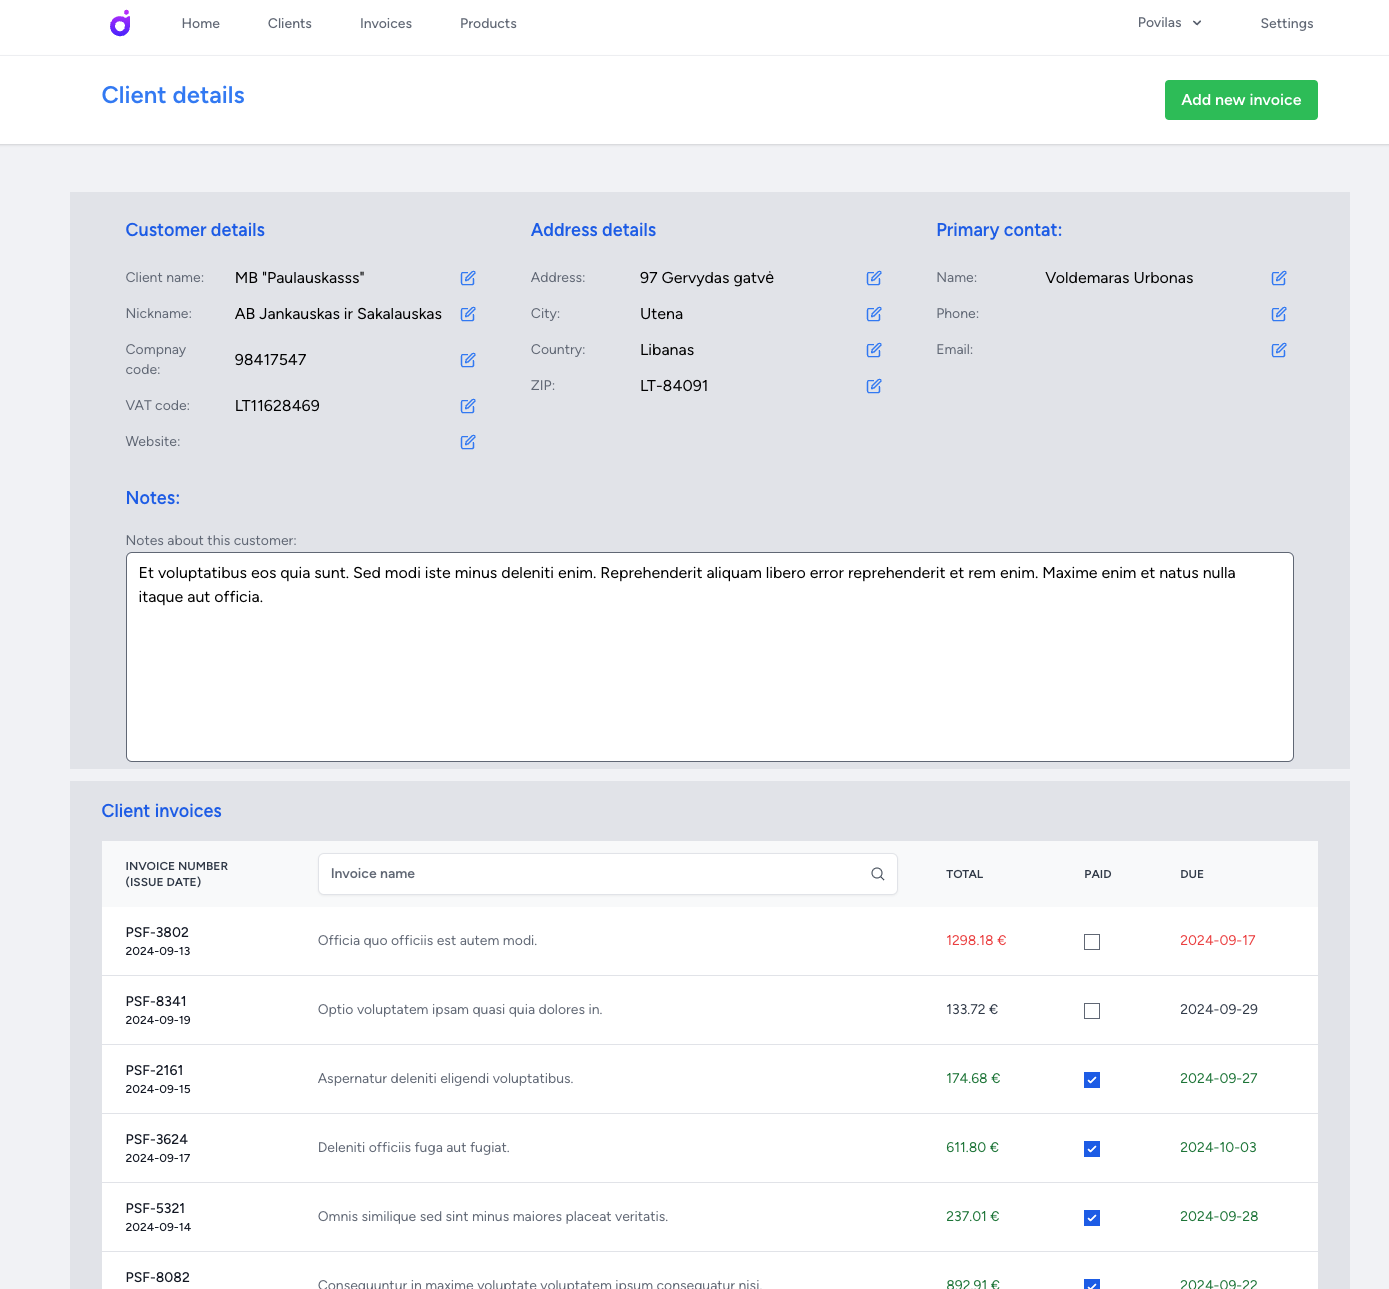 Home Clients Invoices Products Povilas Settings
Client details
Add new invoice
Customer details
Client name: MB "Paulauskasss"
Nickname: AB Jankauskas ir Sakalauskas
Compnay
code: 98417547
VAT code: LT11628469
Website:
Address details
Address: 97 Gervydas gatvė
City: Utena
Country: Libanas
ZIP: LT-84091
Primary contat:
Name: Voldemaras Urbonas
Phone:
Email:
Notes:
Notes about this customer:
Et voluptatibus eos quia sunt. Sed modi iste minus deleniti enim. Reprehenderit aliquam libero error reprehenderit et rem enim. Maxime enim et natus nulla
itaque aut officia.
Client invoices
INVOICE NUMBER
(ISSUE DATE)
Invoice name
TOTAL PAID DUE
PSF-3802
2024-09-13
Officia quo officiis est autem modi. 1298.18 € 2024-09-17
PSF-8341
2024-09-19
Optio voluptatem ipsam quasi quia dolores in. 133.72 € 2024-09-29
PSF-2161
2024-09-15
Aspernatur deleniti eligendi voluptatibus. 174.68 € 2024-09-27
PSF-3624
2024-09-17
Deleniti officiis fuga aut fugiat. 611.80 € 2024-10-03
PSF-5321
2024-09-14
Omnis similique sed sint minus maiores placeat veritatis. 237.01 € 2024-09-28
PSF-8082
Consequuntur in maxime voluptate voluptatem ipsum consequatur nisi. 892.91 € 2024-09-22